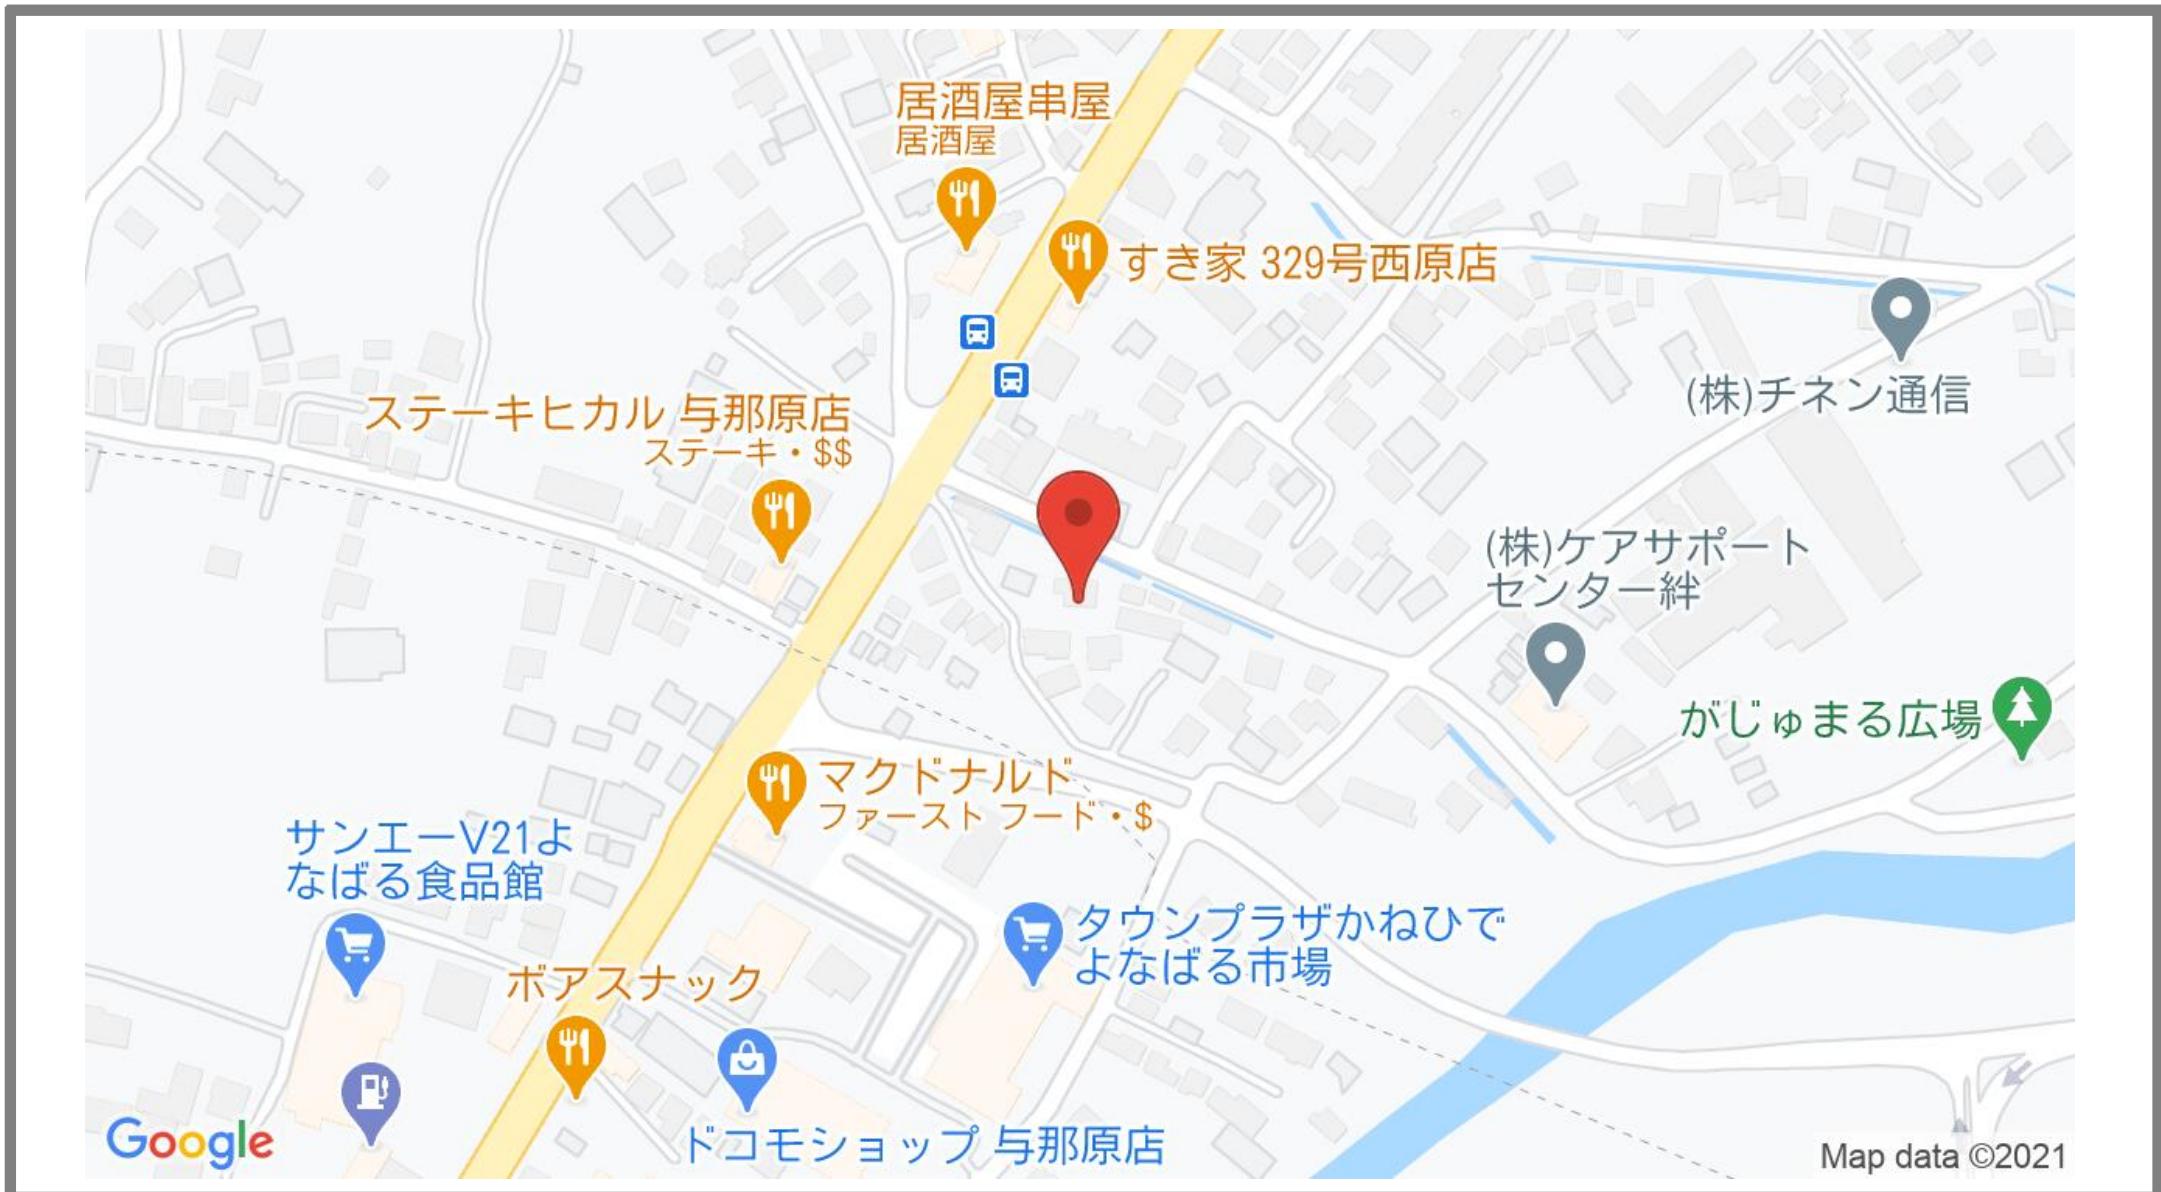 居酒屋串屋
居酒屋
すき家 329号西原店
(株)チネン通信
ステーキヒカル 与那原店
ステーキ・$$
(株)ケアサポート
センター絆
がじゅまる広場
マクドナルド
ファースト フード・$
サンエーV21よ
なばる食品館
タウンプラザかねひで
よなばる市場
ボアスナック
ドコモショップ 与那原店
Google
Map data ©2021